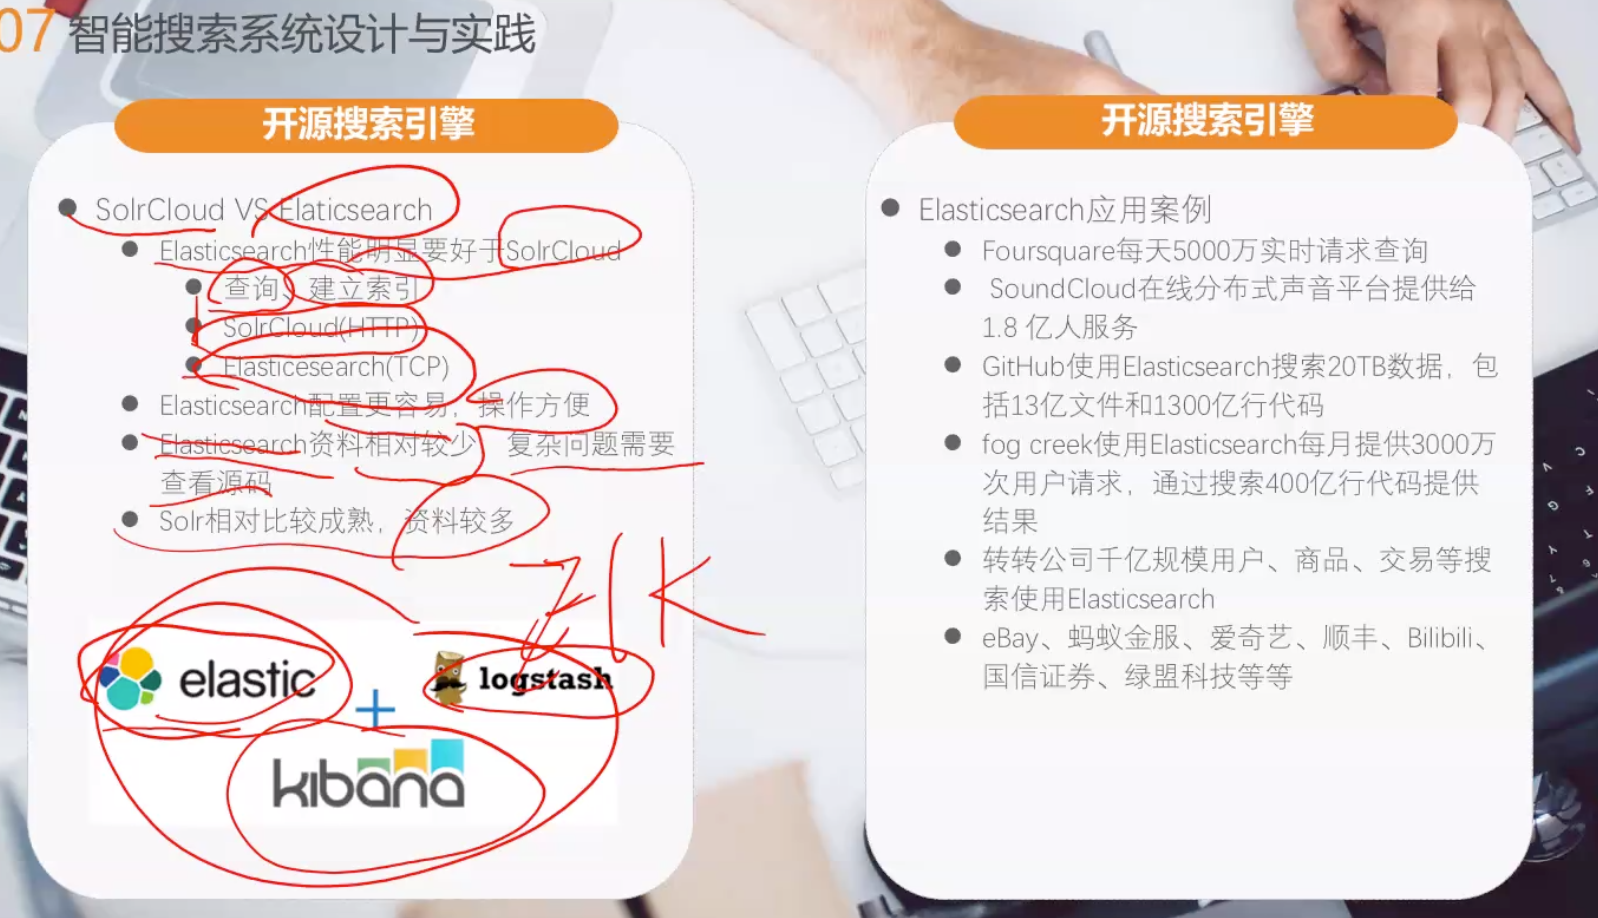 07 智能搜索系统设计与实践
开源搜索引擎
SolrCloud VS Elaticsearch
Elasticsearch性能明显要好于SolrCloud
查询、建立索引
SolrCloud(HTTP)
Elasticesearch(TCP)
Elasticsearch配置更容易，操作方便
Elasticsearch资料相对较少，复杂问题需要
查看源码
Solr相对比较成熟，资料较多
elastic
+
logstash
kibana
开源搜索引擎
Elasticsearch应用案例
Foursquare每天5000万实时请求查询
SoundCloud在线分布式声音平台提供给
1.8 亿人服务
GitHub使用Elasticsearch搜索20TB数据，包
括13亿文件和1300亿行代码
fog creek使用Elasticsearch每月提供3000万
次用户请求，通过搜索400亿行代码提供
结果
转转公司千亿规模用户、商品、交易等搜
索使用Elasticsearch
eBay、蚂蚁金服、爱奇艺、顺丰、Bilibili、
国信证券、绿盟科技等等